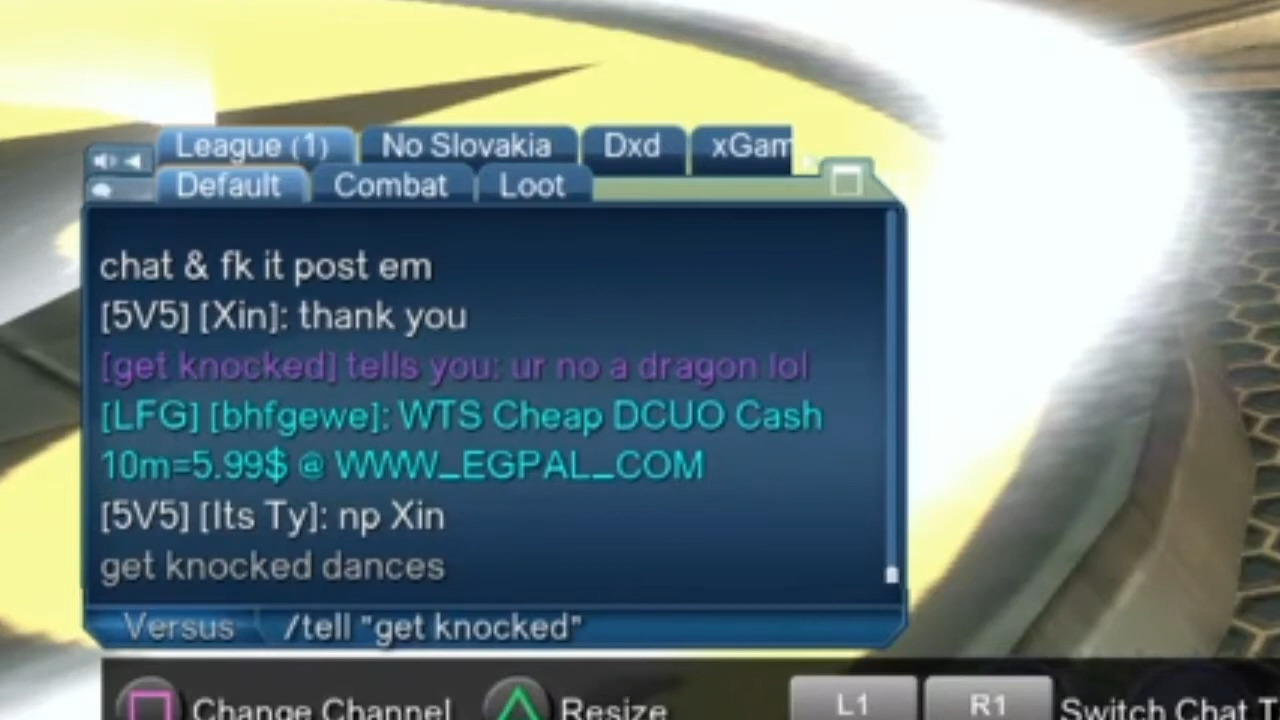 League (1) No Slovakia Dxd xGam
Default Combat Loot
chat & fk it post em
[5V5] [Xin]: thank you
[get knocked] tells you: ur no a dragon lol
[LFG] [bhfgewe]: WTS Cheap DCUO Cash
10m=5.99$ @ WWW_EGPAL_COM
[5V5] [Its Ty]: np Xin
get knocked dances
Versus /tell "get knocked"
Change Channel Resize L1 R1 Switch Chat T